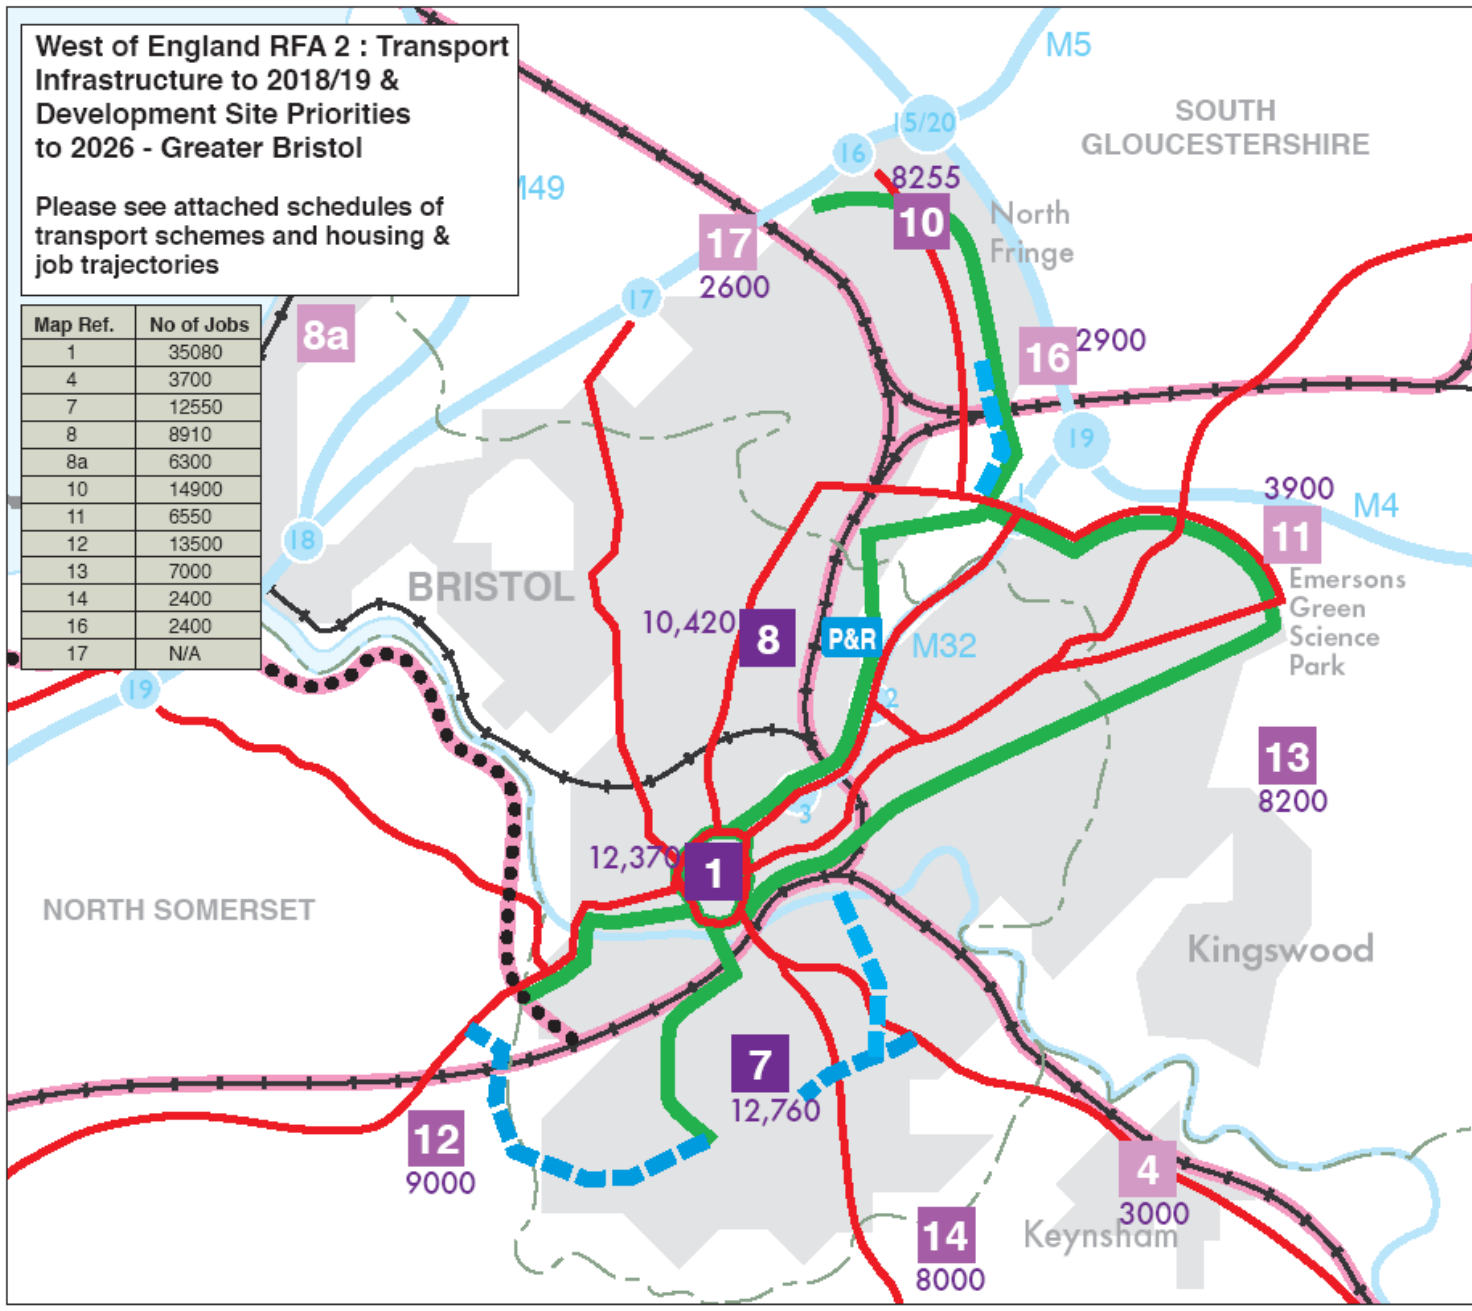 West of England RFA 2 : Transport
Infrastructure to 2018/19 &
Development Site Priorities
to 2026 - Greater Bristol
Please see attached schedules of
transport schemes and housing &
job trajectories
Map Ref. No of Jobs
1 35080
4 3700
7 12550
8 8910
8a 6300
10 14900
11 6550
12 13500
13 7000
14 2400
16 2400
17 N/A
M5
15/20
SOUTH
GLOUCESTERSHIRE
16
8255
10
North
Fringe
M49
17
2600
17
8a
16
2900
19
3900
M4
11
1
18
BRISTOL
Emersons
Green
Science
Park
10,420
8
P&R
M32
19
2
13
8200
3
12,370
1
NORTH SOMERSET
Kingswood
7
12,760
12
9000
4
3000
Keynsham
14
8000